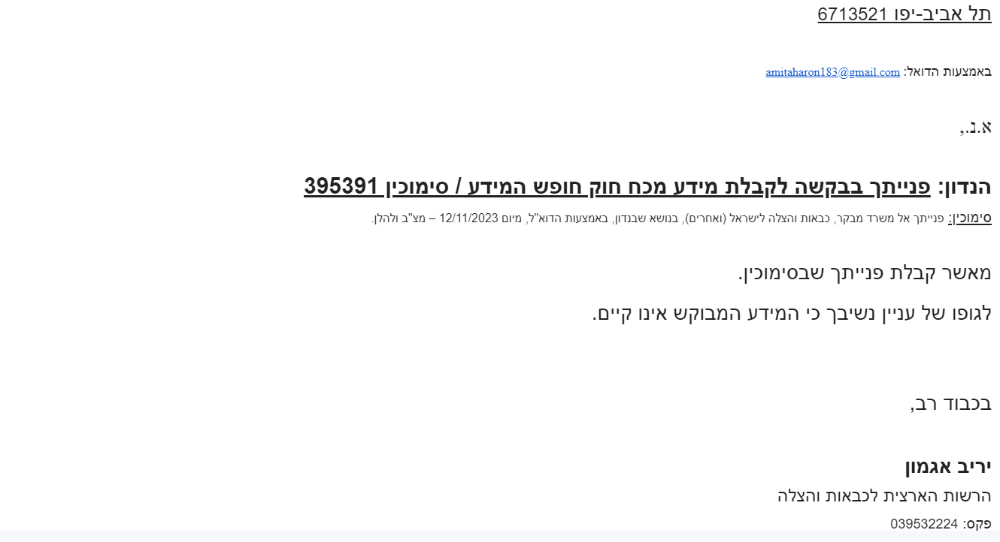 תל אביב-יפו 6713521
באמצעות הדואל: amitaharon183@gmail.com
א.נ.,
הנדון: פנייתך בבקשה לקבלת מידע מכח חוק חופש המידע / סימוכין 395391
סימוכין: פנייתך אל משרד מבקר, כבאות והצלה לישראל (ואחרים), בנושא שבנדון, באמצעות הדוא"ל, מיום 12/11/2023 – מצ"ב ולהלן.
מאשר קבלת פנייתך שבסימוכין.
לגופו של עניין נשיבך כי המידע המבוקש אינו קיים.
בכבוד רב,
יריב אגמון
הרשות הארצית לכבאות והצלה
פקס: 039532224